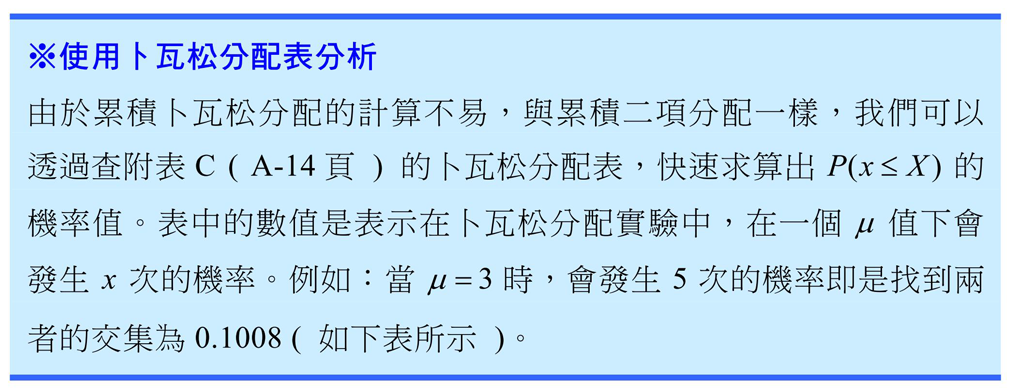 ※使用卜瓦松分配表分析
由於累積卜瓦松分配的計算不易，與累積二項分配一樣，我們可以
透過查附表 C ( A-14 頁 ) 的卜瓦松分配表，快速求算出 P(x ≤ X) 的
機率值。表中的數值是表示在卜瓦松分配實驗中，在一個 μ 值下會
發生 x 次的機率。例如：當 μ = 3 時，會發生 5 次的機率即是找到兩
者的交集為 0.1008 ( 如下表所示 )。